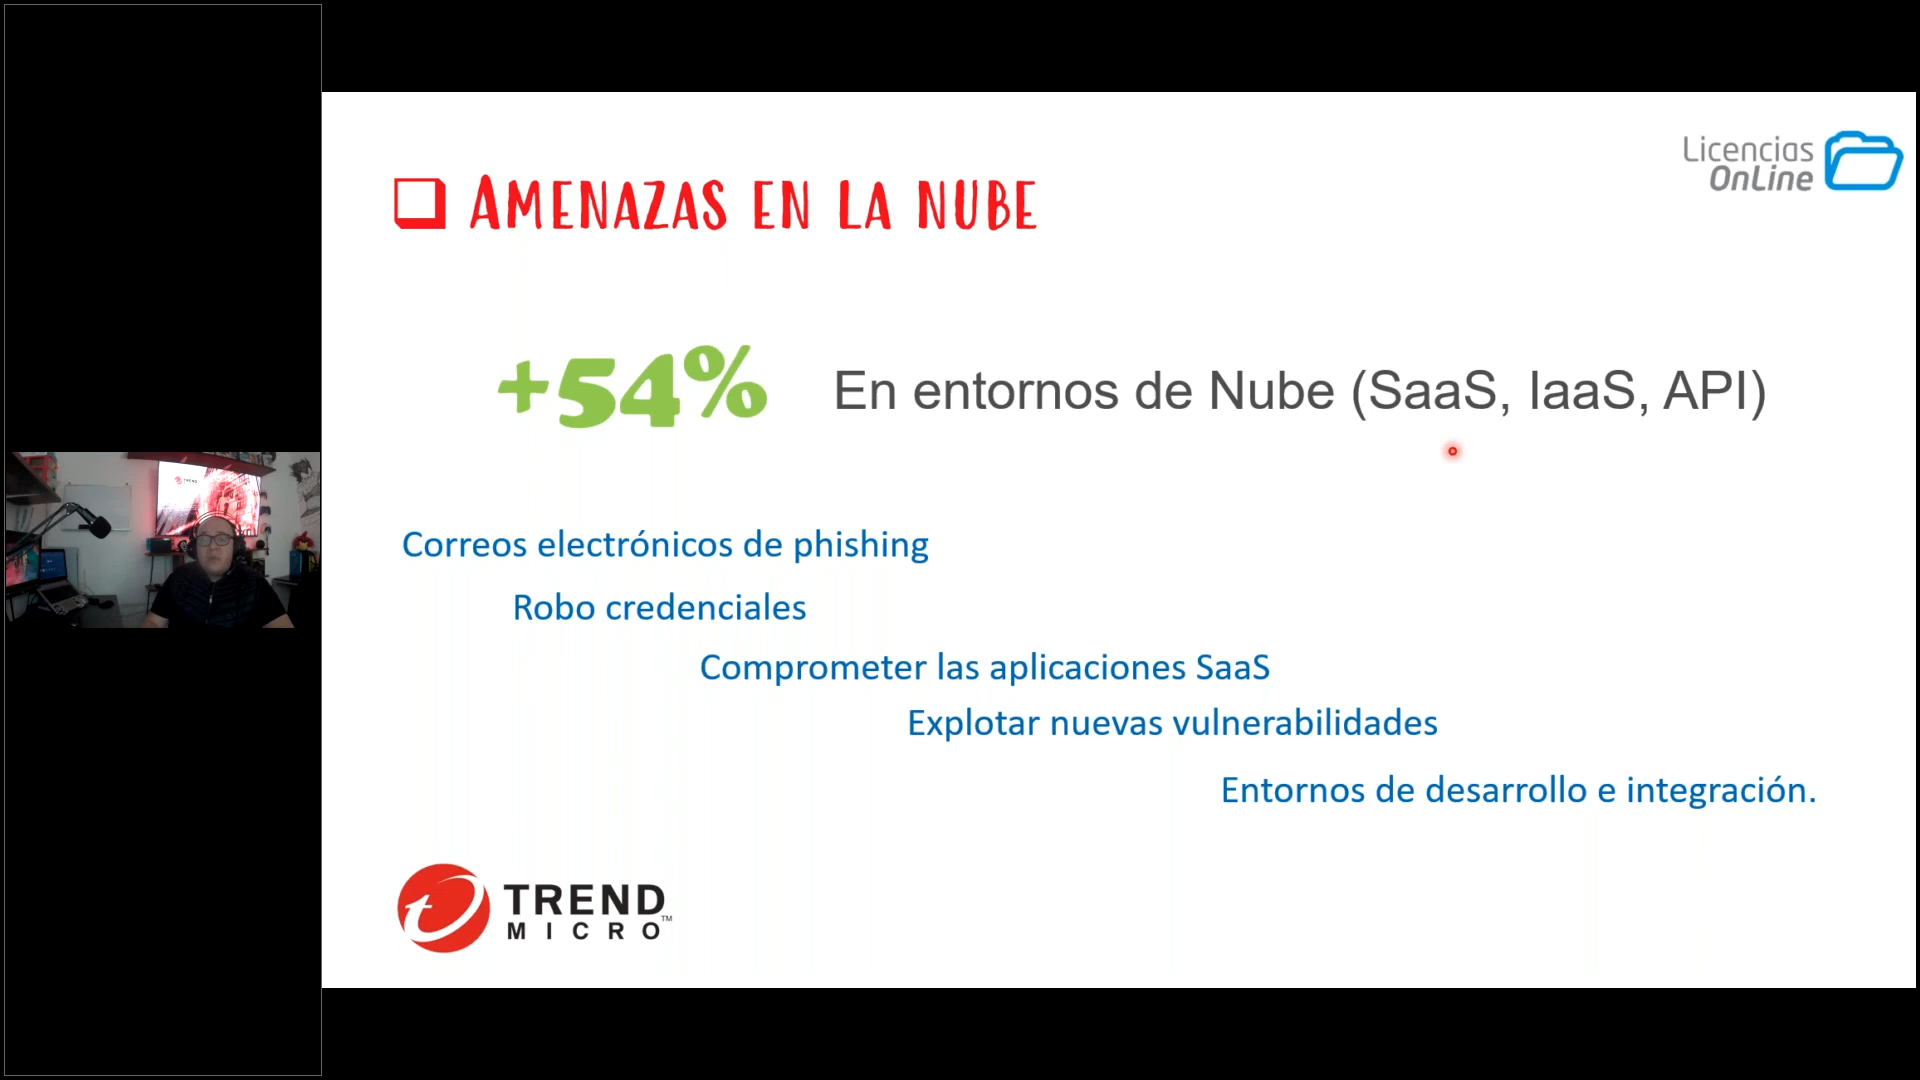 Licencias
OnLine
AMENAZAS EN LA NUBE
+54%
En entornos de Nube (SaaS, IaaS, API)
Correos electrónicos de phishing
Robo credenciales
Comprometer las aplicaciones SaaS
Explotar nuevas vulnerabilidades
Entornos de desarrollo e integración.
TREND
MICRO™